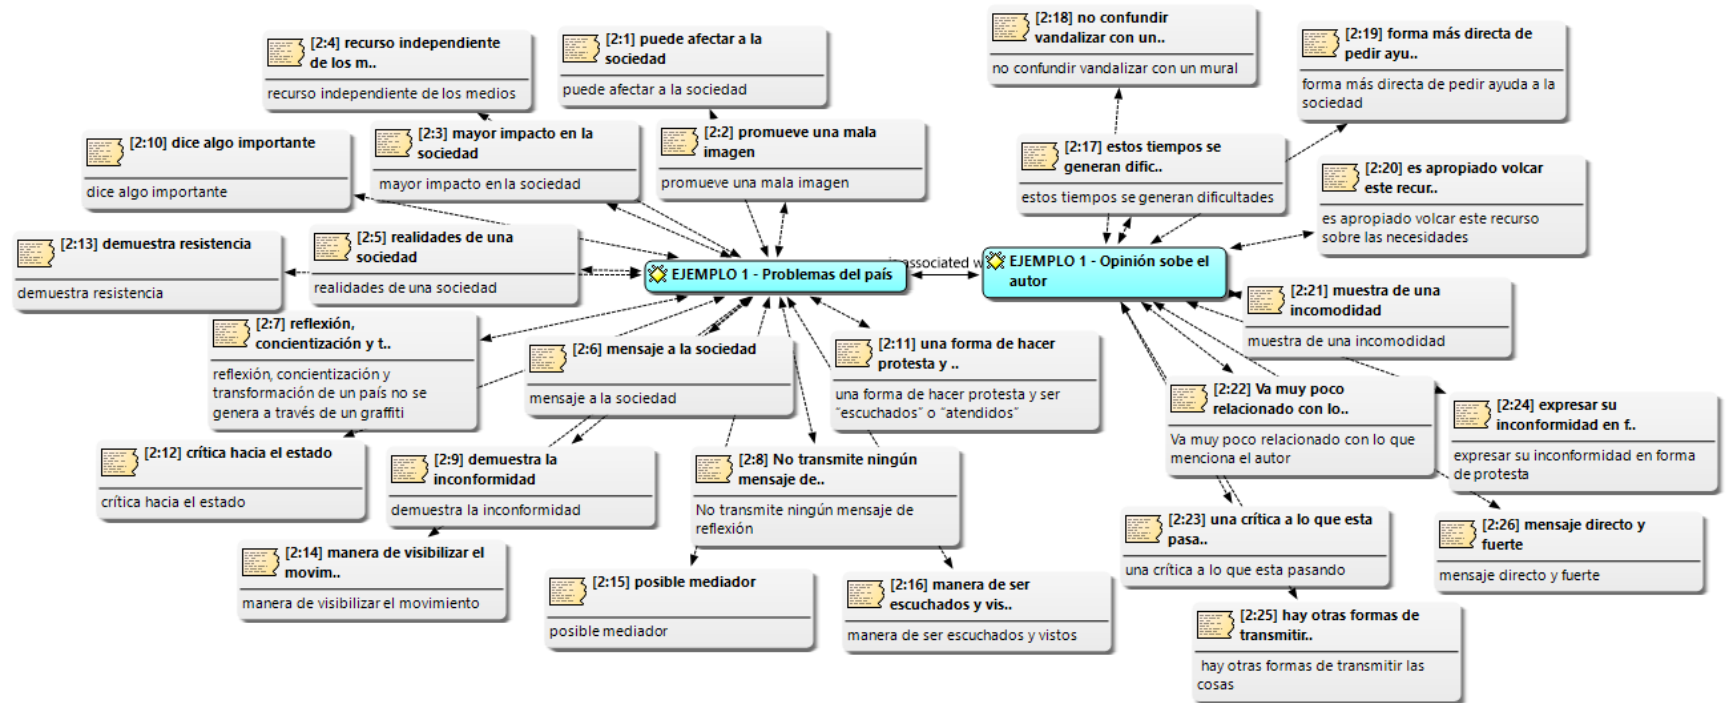 [2:4] recurso independiente
de los m..
recurso independiente de los medios
[2:1] puede afectar a la
sociedad
puede afectar a la sociedad
[2:18] no confundir
vandalizar con un..
no confundir vandalizar con un mural
[2:19] forma más directa de
pedir ayu..
forma más directa de pedir ayuda a la
sociedad
[2:10] dice algo importante
dice algo importante
[2:3] mayor impacto en la
sociedad
mayor impacto en la sociedad
[2:2] promueve una mala
imagen
promueve una mala imagen
[2:17] estos tiempos se
generan dific..
estos tiempos se generan dificultades
[2:20] es apropiado volcar
este recur..
es apropiado volcar este recurso
sobre las necesidades
[2:13] demuestra resistencia
demuestra resistencia
[2:5] realidades de una
sociedad
realidades de una sociedad
EJEMPLO 1 - Problemas del país
associated w
EJEMPLO 1 - Opinión sobe el
autor
[2:21] muestra de una
incomodidad
muestra de una incomodidad
[2:7] reflexión,
concientización y t..
reflexión, concientización y
transformación de un país no se
genera a través de un graffiti
[2:6] mensaje a la sociedad
mensaje a la sociedad
[2:11] una forma de hacer
protesta y ..
una forma de hacer protesta y ser
“escuchados” o “atendidos”
[2:22] Va muy poco
relacionado con lo..
Va muy poco relacionado con lo que
menciona el autor
[2:24] expresar su
inconformidad en f..
expresar su inconformidad en forma
de protesta
[2:12] crítica hacia el estado
crítica hacia el estado
[2:9] demuestra la
inconformidad
demuestra la inconformidad
[2:8] No transmite ningún
mensaje de..
No transmite ningún mensaje de
reflexión
[2:23] una crítica a lo que esta
pasa..
una crítica a lo que esta pasando
[2:26] mensaje directo y
fuerte
mensaje directo y fuerte
[2:14] manera de visibilizar el
movim..
manera de visibilizar el movimiento
[2:15] posible mediador
posible mediador
[2:16] manera de ser
escuchados y vis..
manera de ser escuchados y vistos
[2:25] hay otras formas de
transmitir..
hay otras formas de transmitir las
cosas